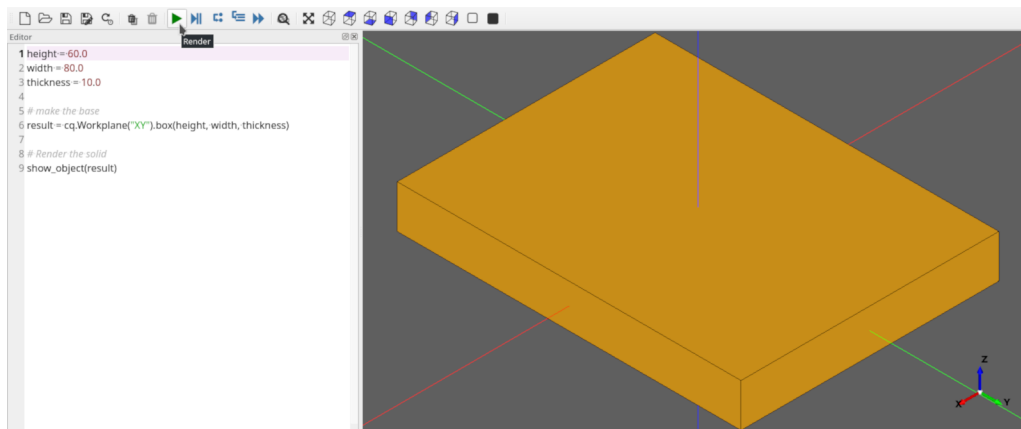 Render
Editor
1 height = 60.0
2 width = 80.0
3 thickness = 10.0
4
5 # make the base
6 result = cq.Workplane("XY").box(height, width, thickness)
7
8 # Render the solid
9 show_object(result)
Z
X
Y